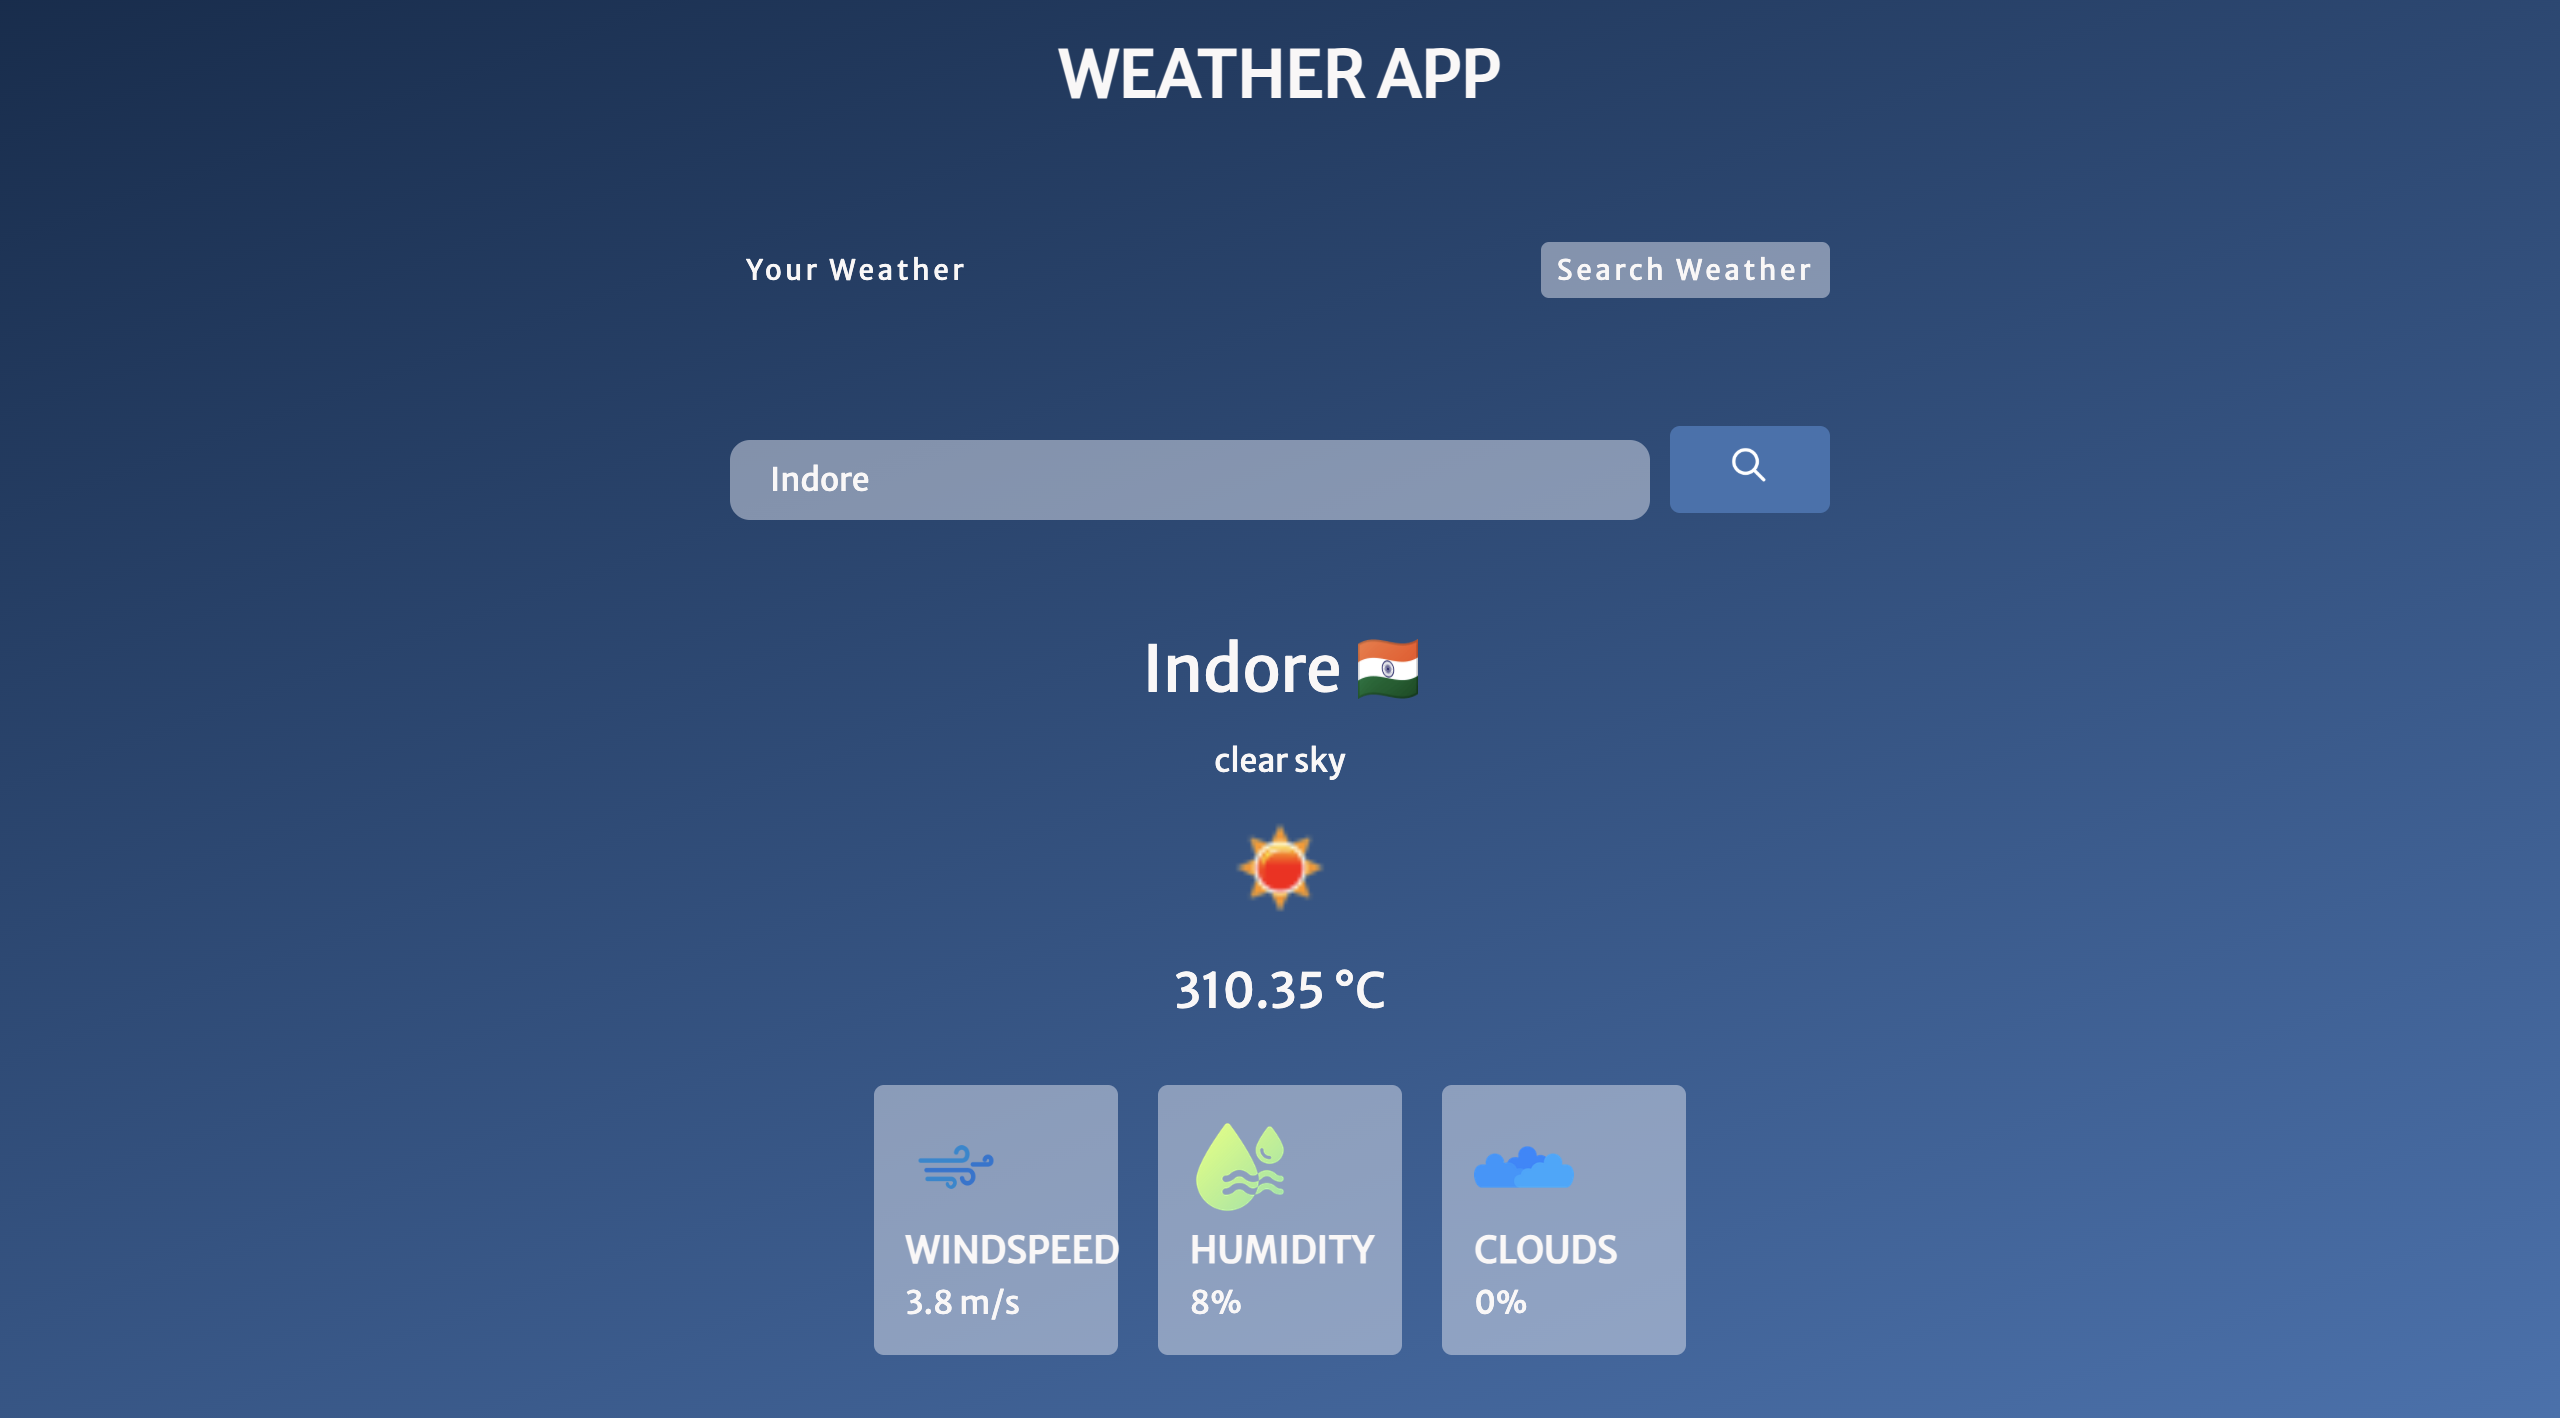 WEATHER APP
Your Weather
Search Weather
Indore
Indore
clear sky
310.35 °C
WINDSPEED
3.8 m/s
HUMIDITY
8%
CLOUDS
0%